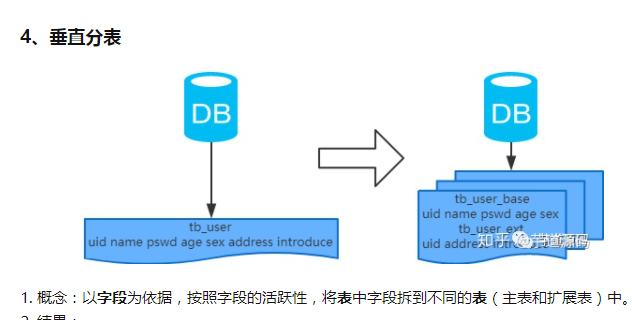 4、垂直分表
DB
DB
tb_user
uid name pswd age sex address introduce
tb_user_base
uid name pswd age sex
tb_user_ext
uid address
知乎 @芋道源码
1. 概念：以字段为依据，按照字段的活跃性，将表中字段拆到不同的表（主表和扩展表）中。
2. 结果：